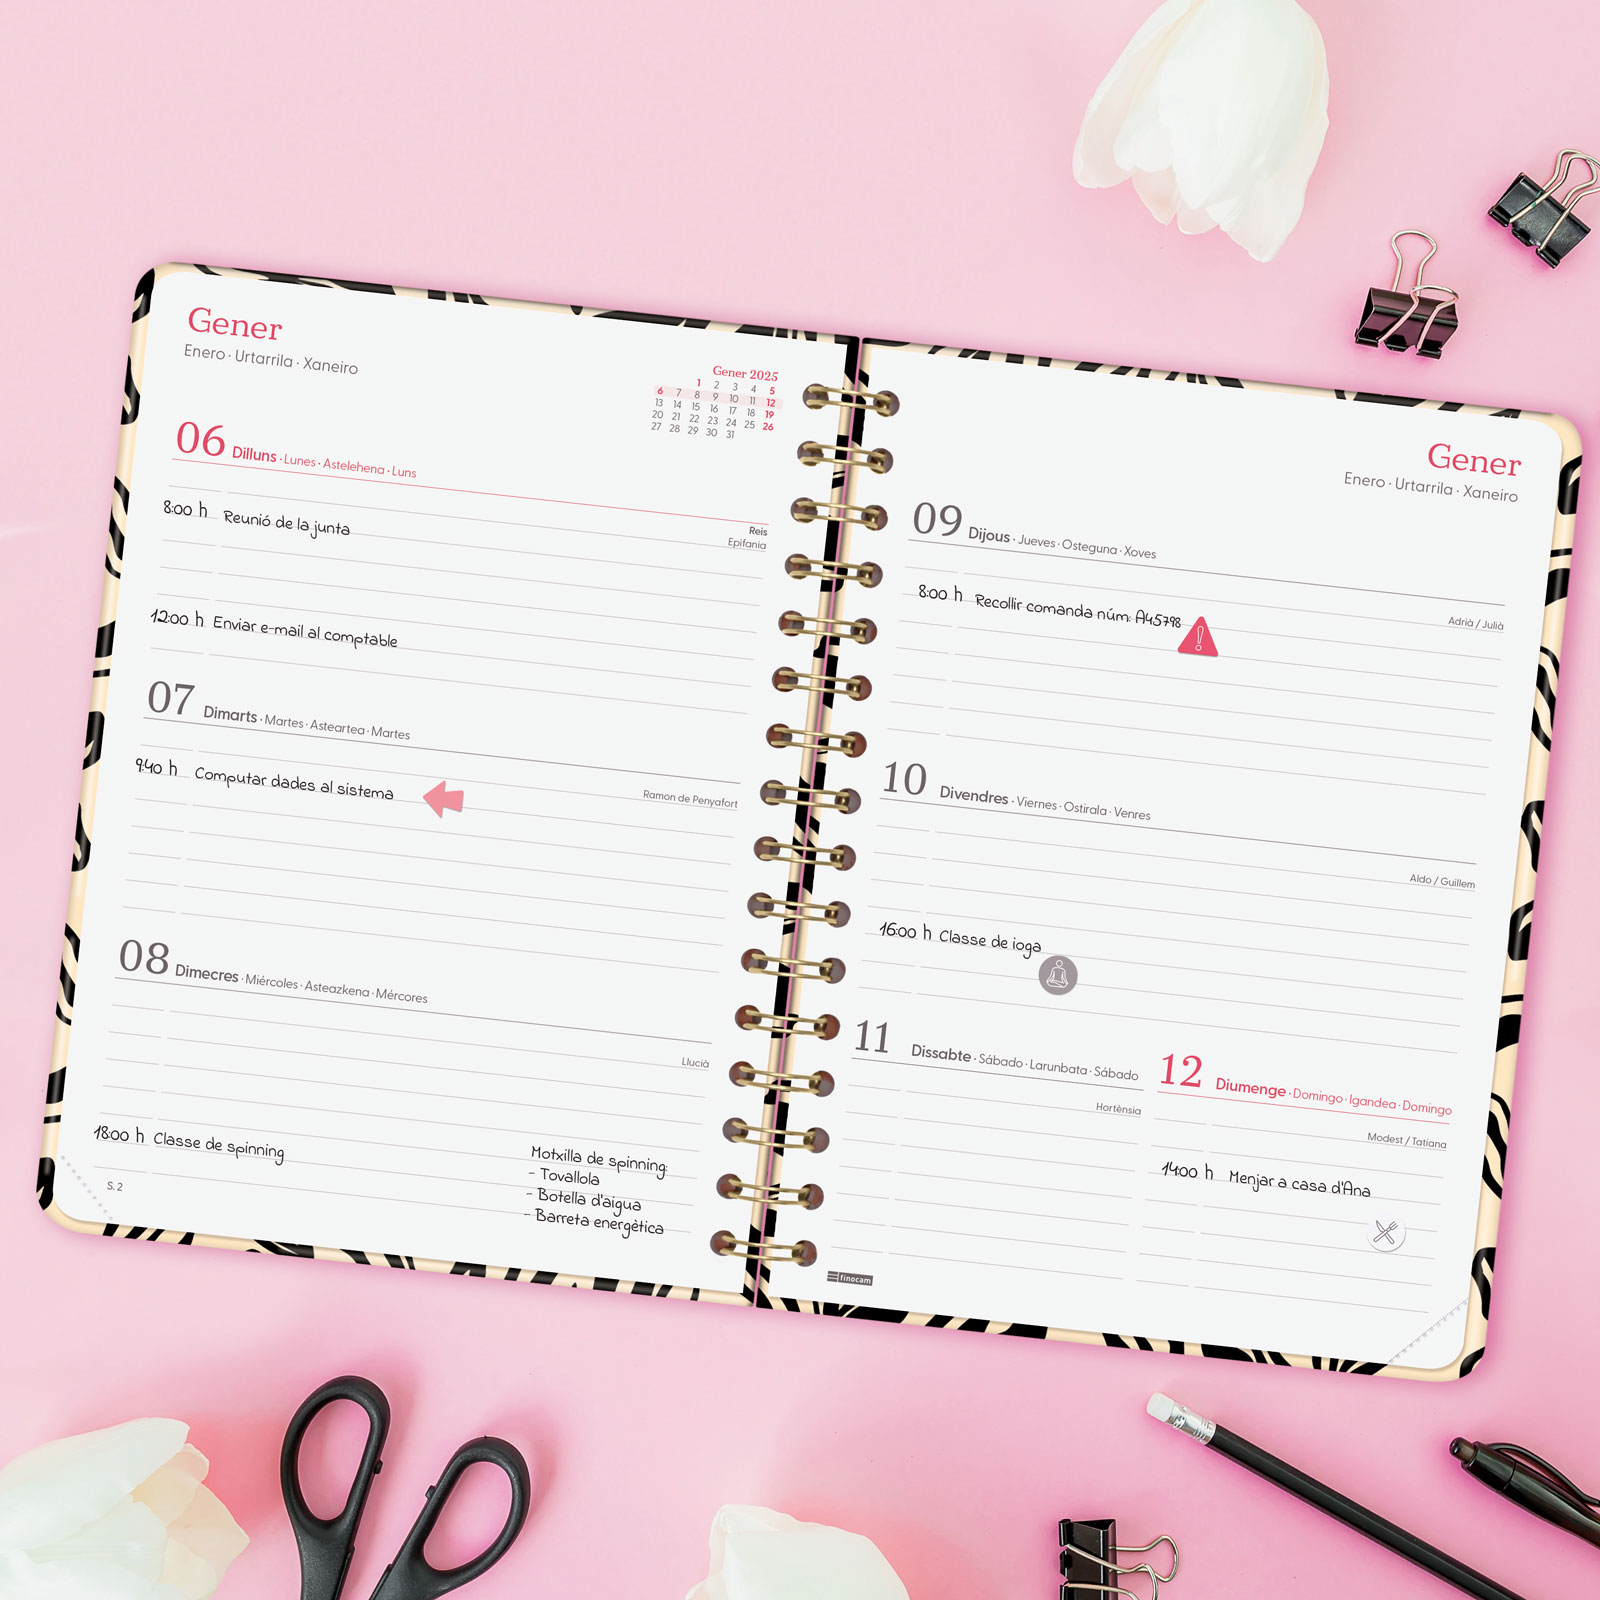 Gener
Enero · Urtarrila · Xaneiro
Gener 2025
1 2 3 4 5
6 7 8 9 10 11 12
13 14 15 16 17 18 19
20 21 22 23 24 25 26
27 28 29 30 31
06 Dilluns · Lunes · Astelehena · Luns
Reis
Epifania
8:00 h Reunió de la junta
12:00 h Enviar e-mail al comptable
07 Dimarts · Martes · Asteartea · Martes
Ramon de Penyafort
9:40 h Computar dades al sistema
08 Dimecres · Miércoles · Asteazkena · Mércores
Llucià
18:00 h Classe de spinning
Motxilla de spinning:
- Tovallola
- Botella d'aigua
- Barreta energètica
S. 2
Gener
Enero · Urtarrila · Xaneiro
09 Dijous · Jueves · Osteguna · Xoves
Adrià / Julià
8:00 h Recollir comanda núm: A45798
10 Divendres · Viernes · Ostirala · Venres
Aldo / Guillem
16:00 h Classe de ioga
11 Dissabte · Sábado · Larunbata · Sábado
Hortènsia
12 Diumenge · Domingo · Igandea · Domingo
Modest / Tatiana
14:00 h Menjar a casa d'Ana
finocam